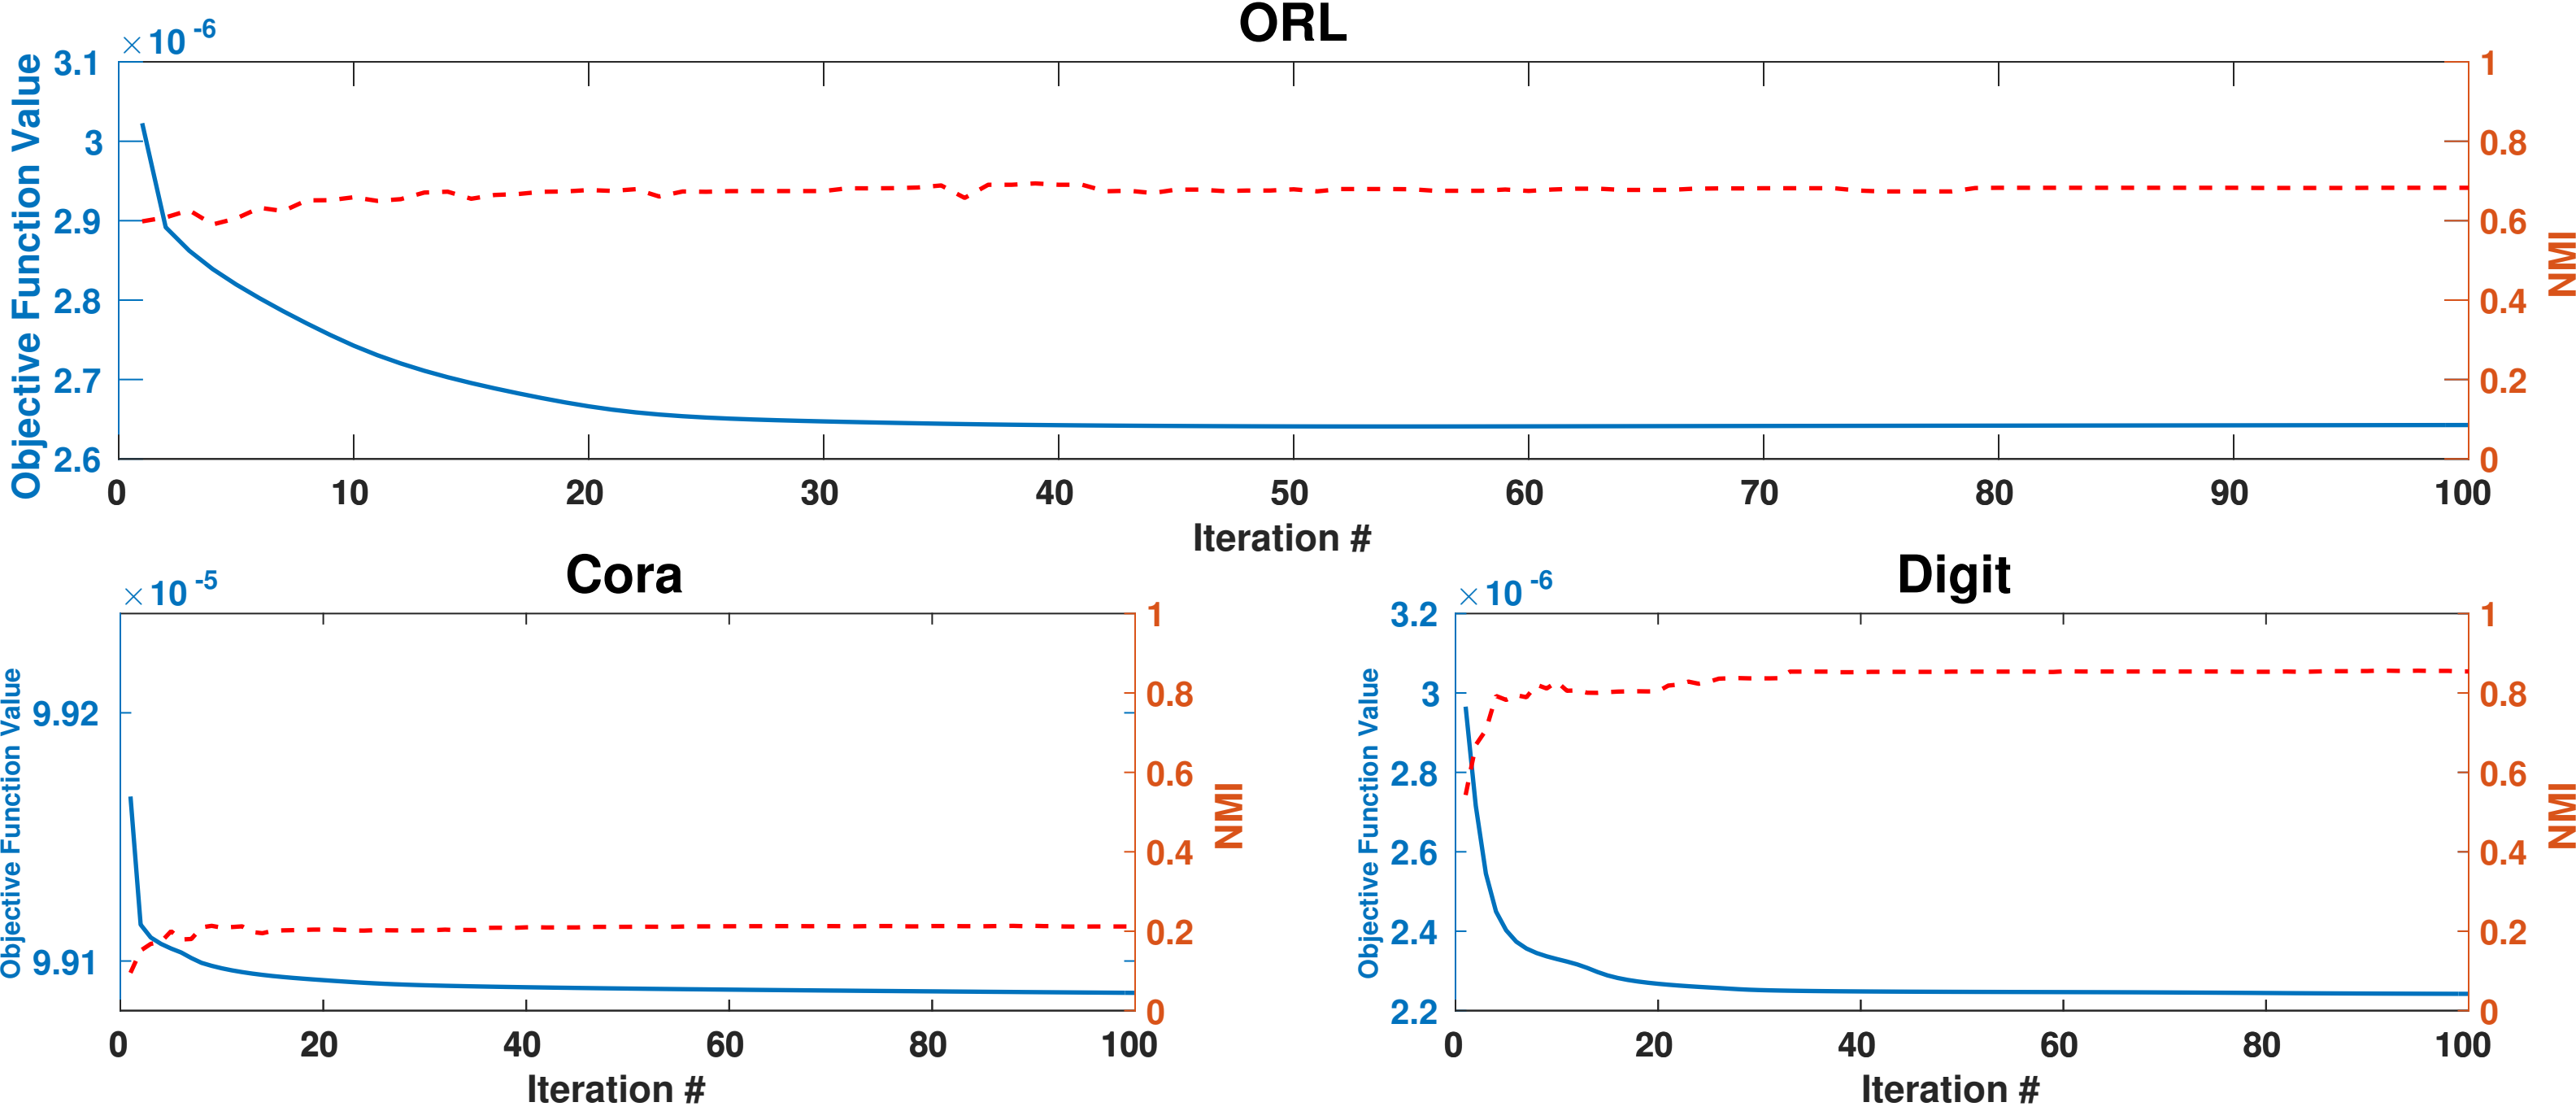 ORL
×10 -6
Objective Function Value
3.1
3
2.9
2.8
2.7
2.6
1
0.8
0.6
0.4
0.2
0
NMI
0 10 20 30 40 50 60 70 80 90 100
Iteration #
Cora
×10 -5
Objective Function Value
9.92
9.91
1
0.8
0.6
0.4
0.2
0
NMI
0 20 40 60 80 100
Iteration #
Digit
×10 -6
Objective Function Value
3.2
3
2.8
2.6
2.4
2.2
1
0.8
0.6
0.4
0.2
0
NMI
0 20 40 60 80 100
Iteration #